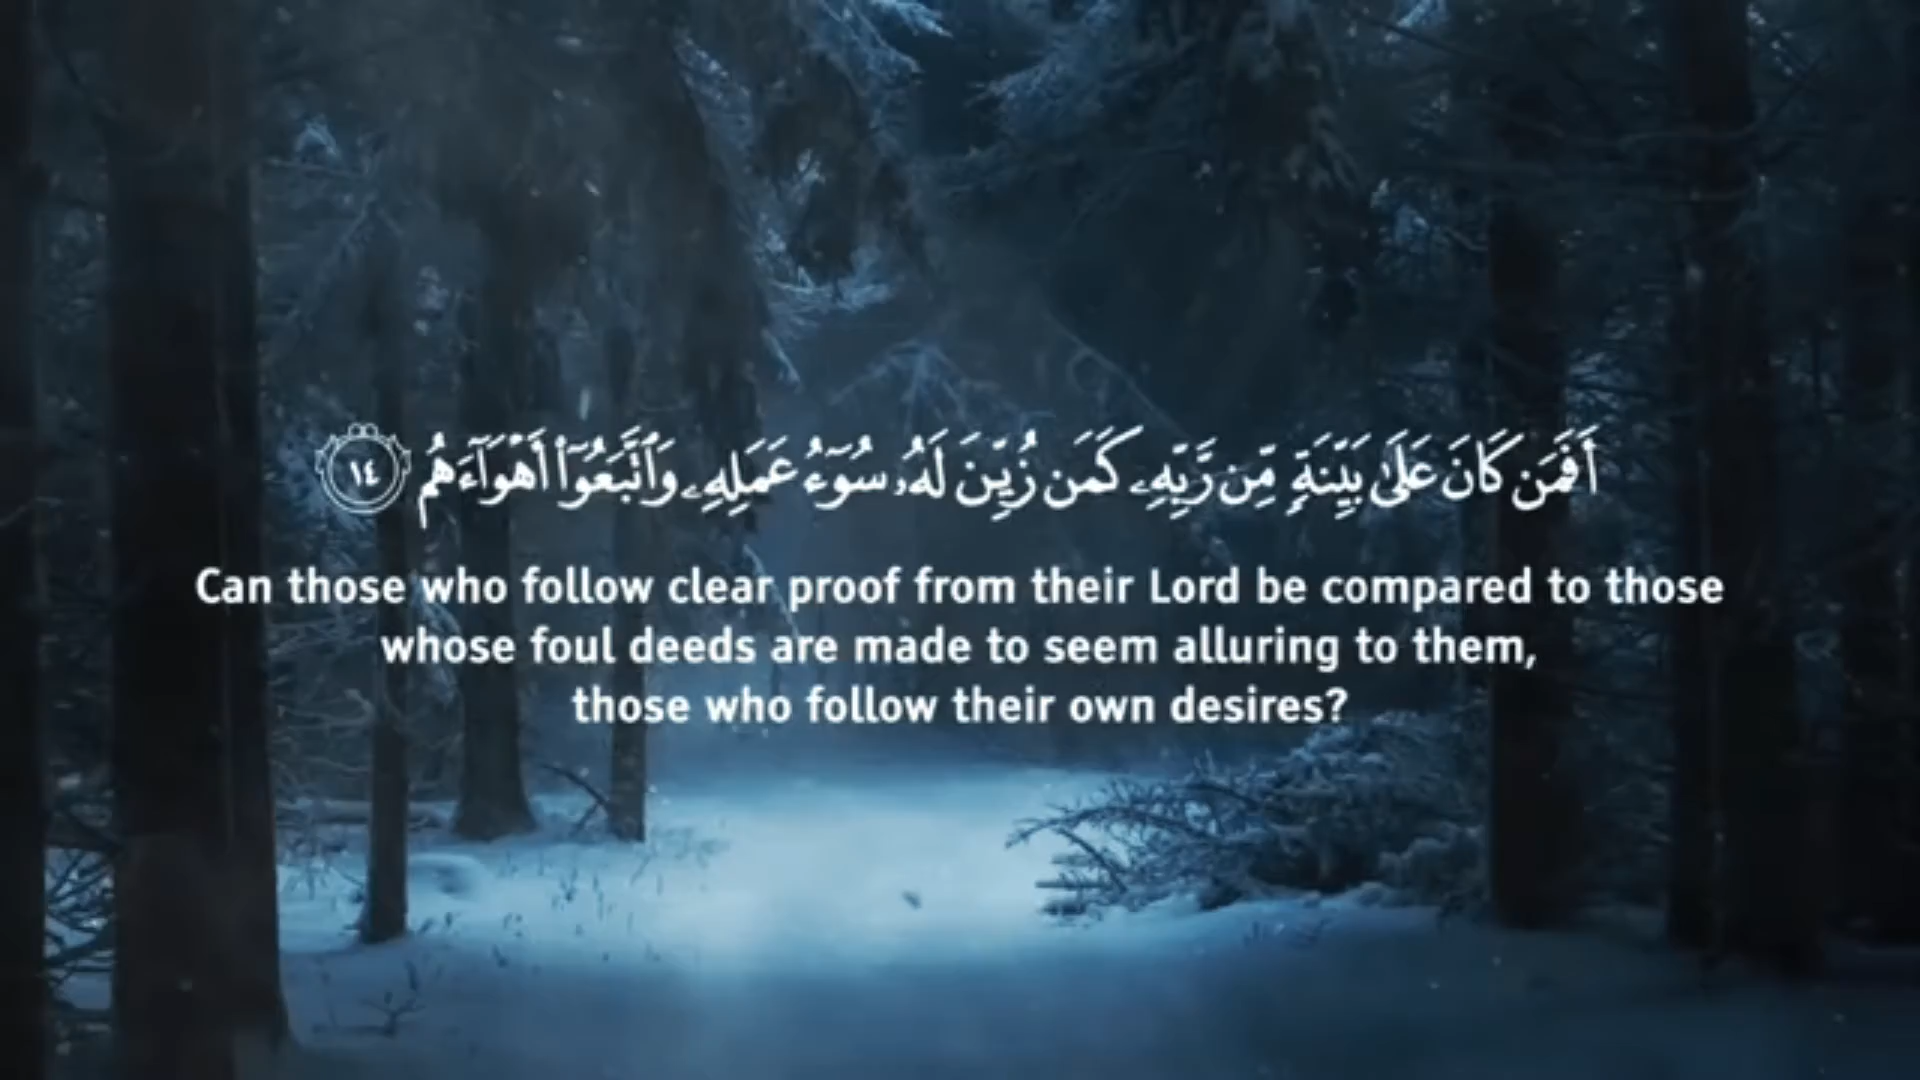 أَفَمَن كَانَ عَلَىٰ بَيِّنَةٍ مِّن رَّبِّهِۦ كَمَن زُيِّنَ لَهُۥ سُوٓءُ عَمَلِهِۦ وَٱتَّبَعُوٓا۟ أَهْوَآءَهُم ١٤
Can those who follow clear proof from their Lord be compared to those
whose foul deeds are made to seem alluring to them,
those who follow their own desires?